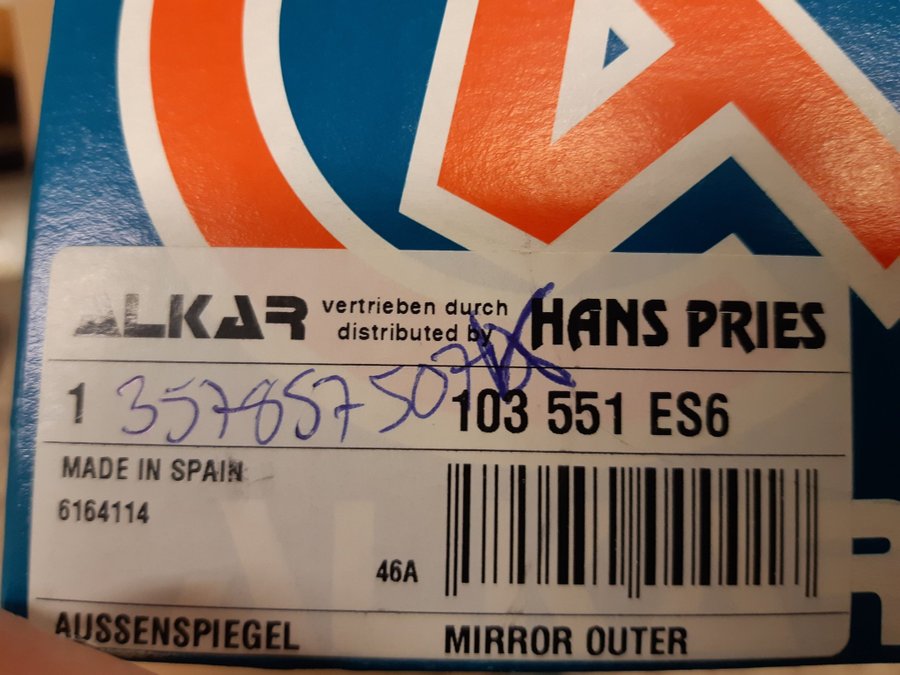 ALKAR vertrieben durch HANS PRIES
distributed by
1 357857507 103 551 ES6
MADE IN SPAIN
6164114
46A
AUSSENSPIEGEL MIRROR OUTER